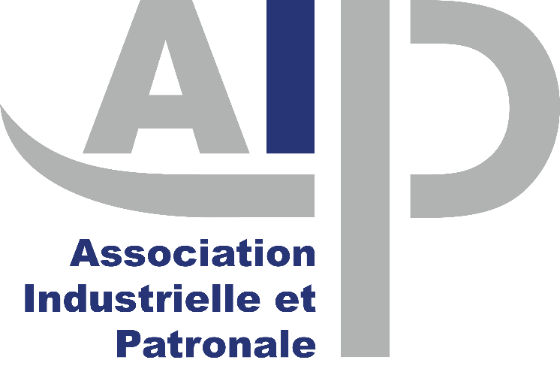 AIP
Association
Industrielle et
Patronale